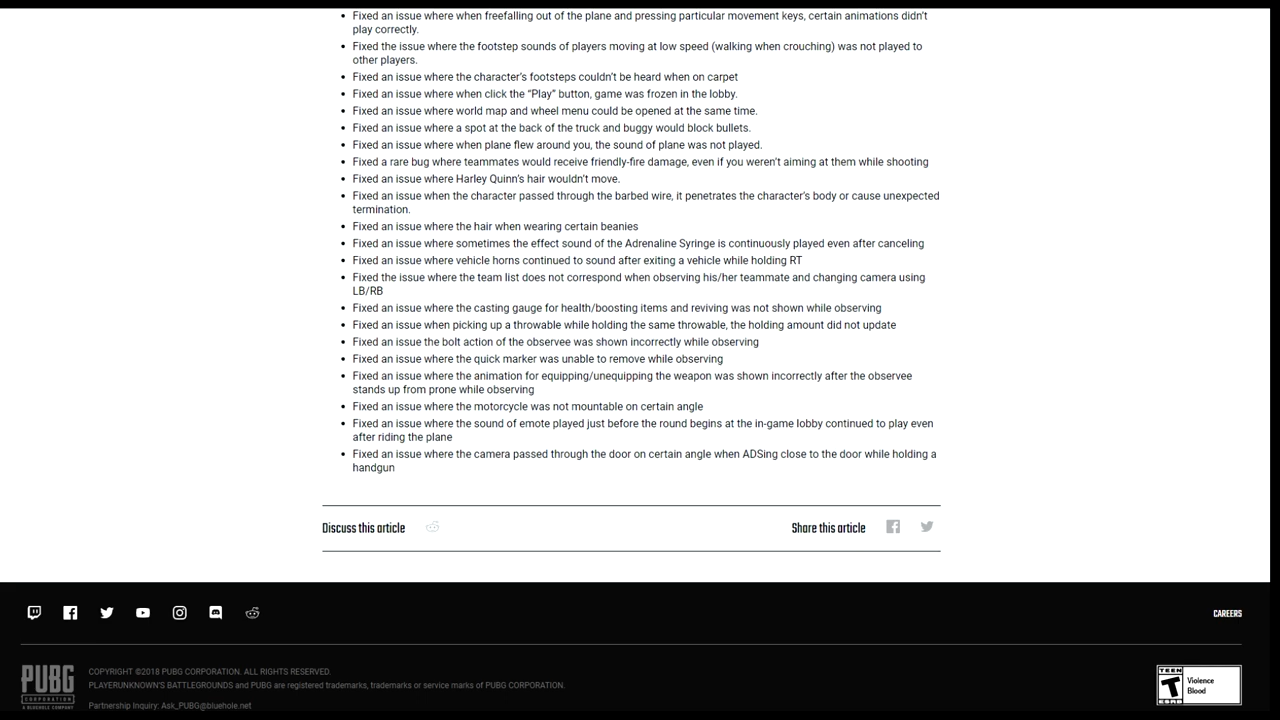 Fixed an issue where when freefalling out of the plane and pressing particular movement keys, certain animations didn't
play correctly.
Fixed the issue where the footstep sounds of players moving at low speed (walking when crouching) was not played to
other players.
Fixed an issue where the character's footsteps couldn't be heard when on carpet
Fixed an issue where when click the “Play” button, game was frozen in the lobby.
Fixed an issue where world map and wheel menu could be opened at the same time.
Fixed an issue where a spot at the back of the truck and buggy would block bullets.
Fixed an issue where when plane flew around you, the sound of plane was not played.
Fixed a rare bug where teammates would receive friendly-fire damage, even if you weren't aiming at them while shooting
Fixed an issue where Harley Quinn's hair wouldn't move.
Fixed an issue when the character passed through the barbed wire, it penetrates the character's body or cause unexpected
termination.
Fixed an issue where the hair when wearing certain beanies
Fixed an issue where sometimes the effect sound of the Adrenaline Syringe is continuously played even after canceling
Fixed an issue where vehicle horns continued to sound after exiting a vehicle while holding RT
Fixed the issue where the team list does not correspond when observing his/her teammate and changing camera using
LB/RB
Fixed an issue where the casting gauge for health/boosting items and reviving was not shown while observing
Fixed an issue when picking up a throwable while holding the same throwable, the holding amount did not update
Fixed an issue the bolt action of the observee was shown incorrectly while observing
Fixed an issue where the quick marker was unable to remove while observing
Fixed an issue where the animation for equipping/unequipping the weapon was shown incorrectly after the observee
stands up from prone while observing
Fixed an issue where the motorcycle was not mountable on certain angle
Fixed an issue where the sound of emote played just before the round begins at the in-game lobby continued to play even
after riding the plane
Fixed an issue where the camera passed through the door on certain angle when ADSing close to the door while holding a
handgun
Discuss this article
Share this article
CAREERS
PUBG
CORPORATION
A BLUEHOLE COMPANY
COPYRIGHT ©2018 PUBG CORPORATION. ALL RIGHTS RESERVED.
PLAYERUNKNOWN'S BATTLEGROUNDS and PUBG are registered trademarks, trademarks or service marks of PUBG CORPORATION.
Partnership Inquiry: Ask_PUBG@bluehole.net
TEEN
T
ESRB
Violence
Blood